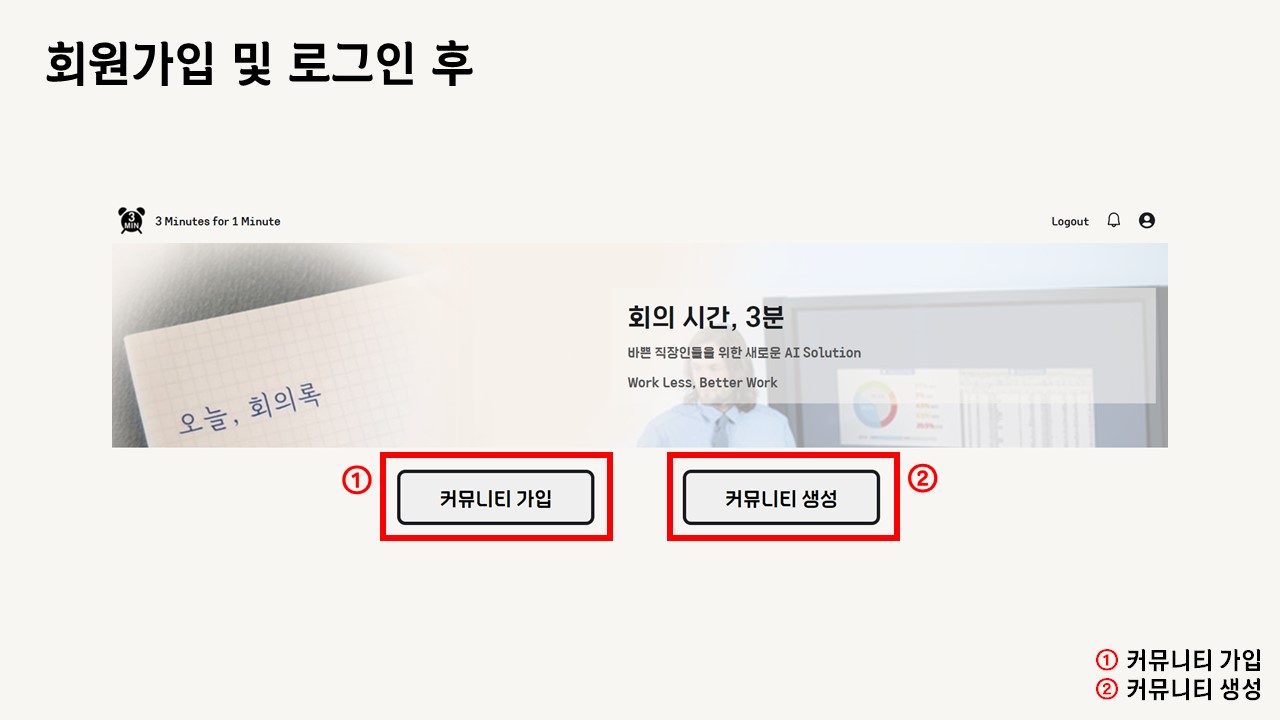 회원가입 및 로그인 후
3 MIN
3 Minutes for 1 Minute
Logout
회의 시간, 3분
바쁜 직장인들을 위한 새로운 AI Solution
Work Less, Better Work
오늘, 회의록
① 커뮤니티 가입
커뮤니티 생성 ②
① 커뮤니티 가입
② 커뮤니티 생성